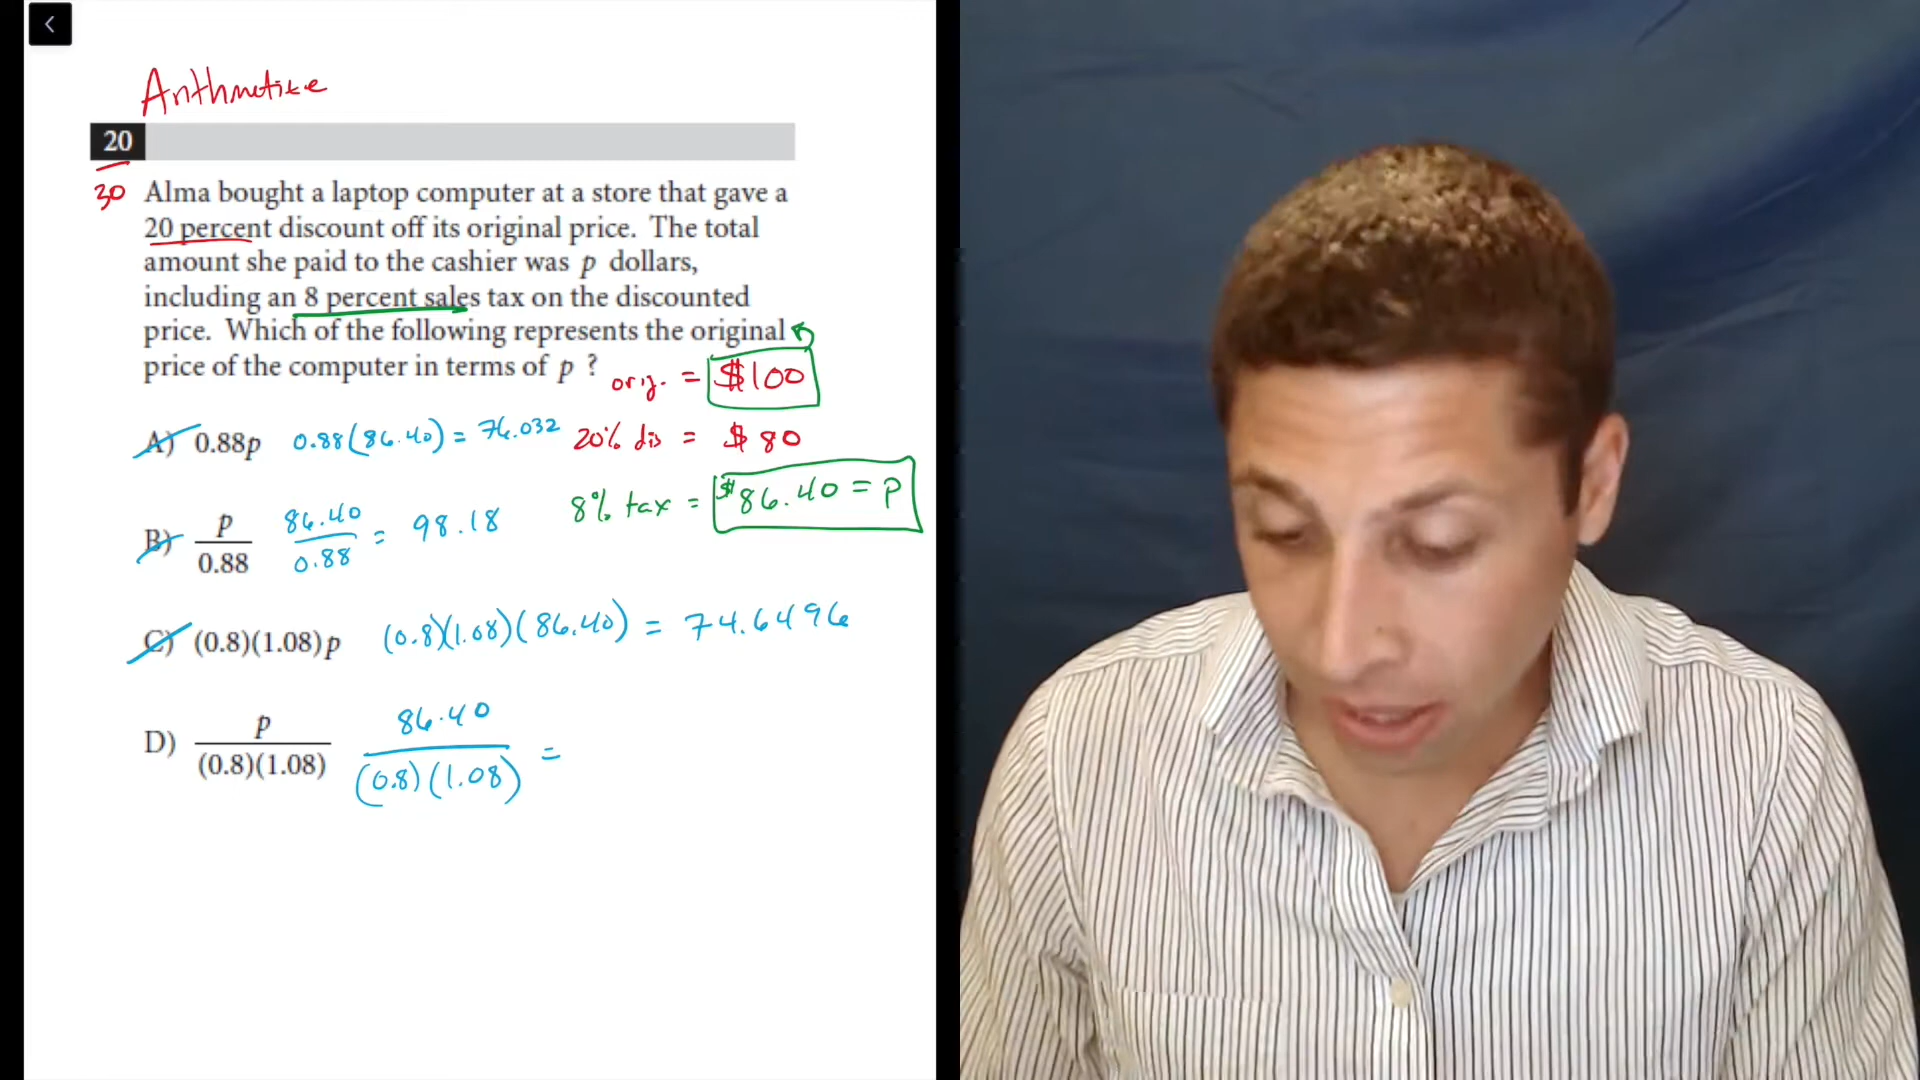 Arithmetic
20
30 Alma bought a laptop computer at a store that gave a
20 percent discount off its original price. The total
amount she paid to the cashier was p dollars,
including an 8 percent sales tax on the discounted
price. Which of the following represents the original
price of the computer in terms of p ?
orig. = $100
A) 0.88p 0.88(86.40) = 76.032
20% dis = $80
8% tax = $86.40 = P
B) p/0.88 86.40/0.88 = 98.18
C) (0.8)(1.08)p (0.8)(1.08)(86.40) = 74.6496
D) p/(0.8)(1.08) 86.40/(0.8)(1.08) =